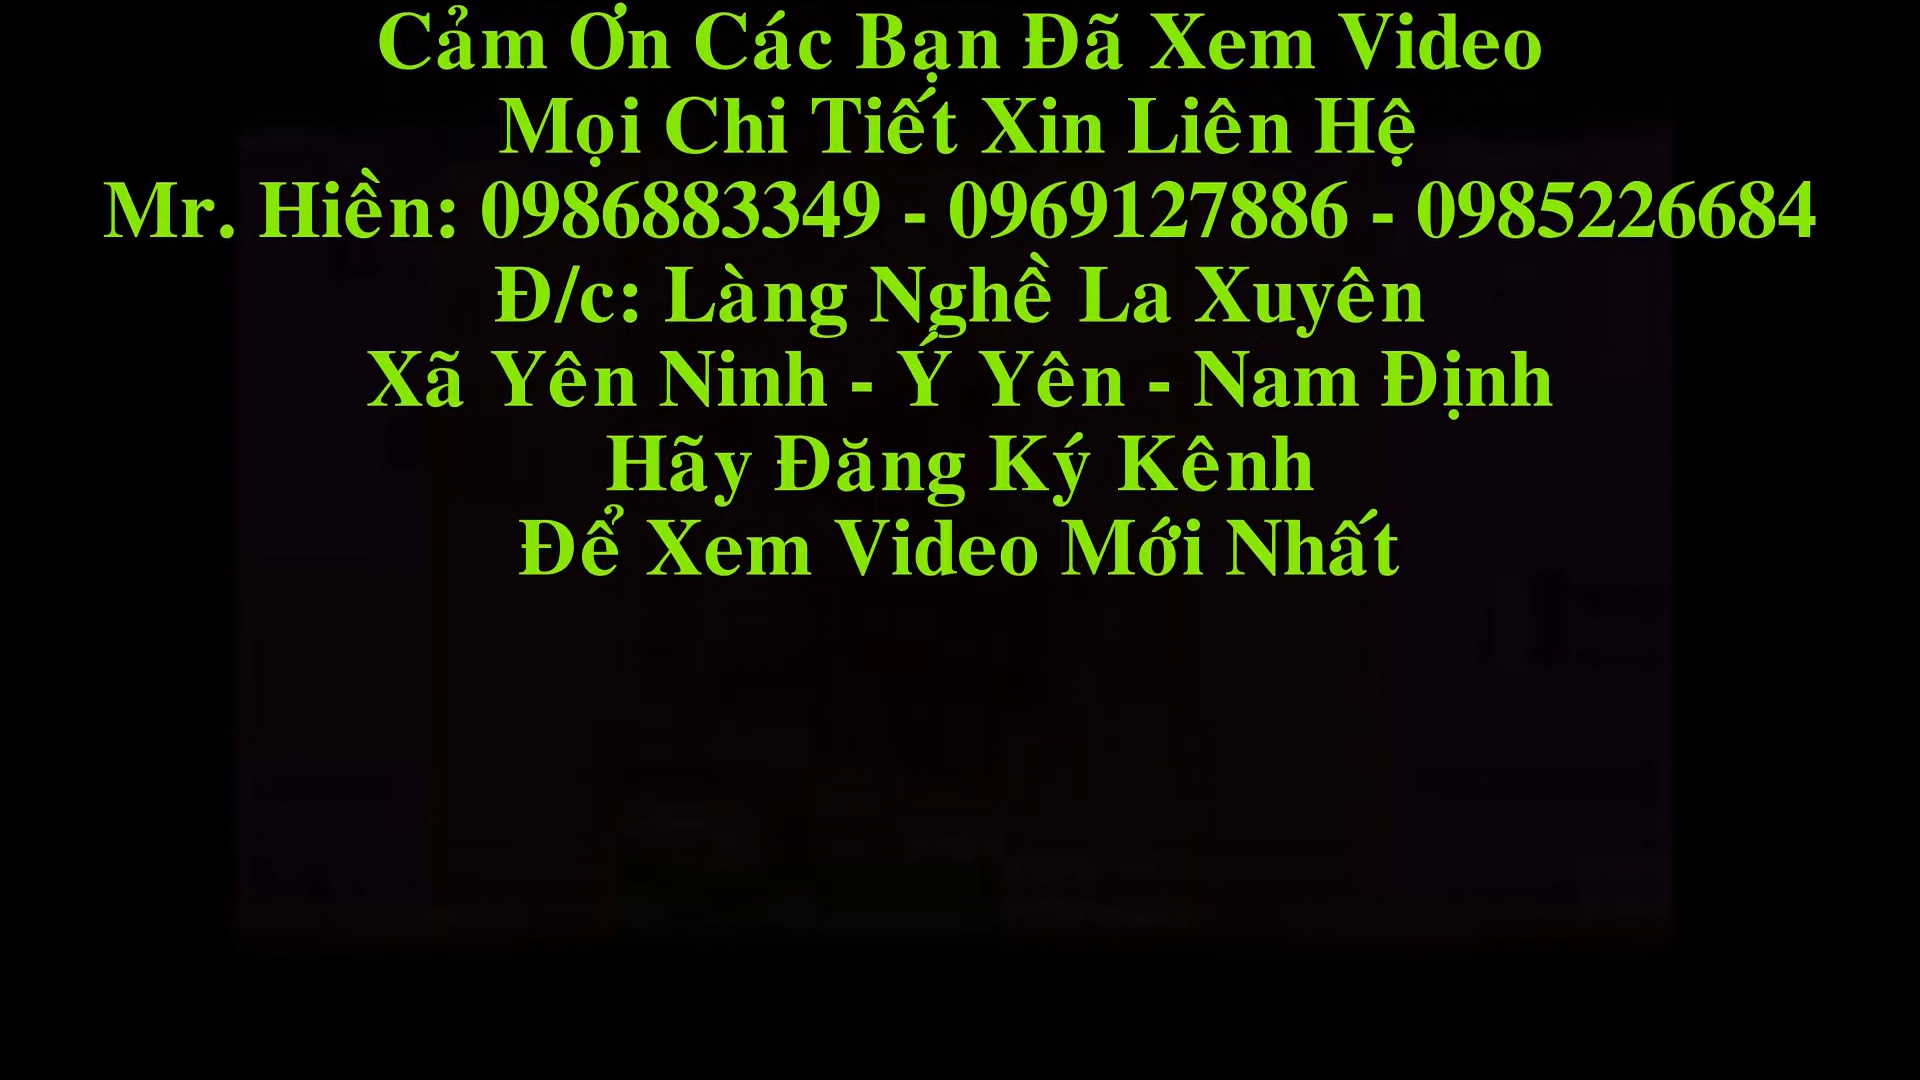 Cảm Ơn Các Bạn Đã Xem Video
Mọi Chi Tiết Xin Liên Hệ
Mr. Hiền: 0986883349 - 0969127886 - 0985226684
Đ/c: Làng Nghề La Xuyên
Xã Yên Ninh - Ý Yên - Nam Định
Hãy Đăng Ký Kênh
Để Xem Video Mới Nhất